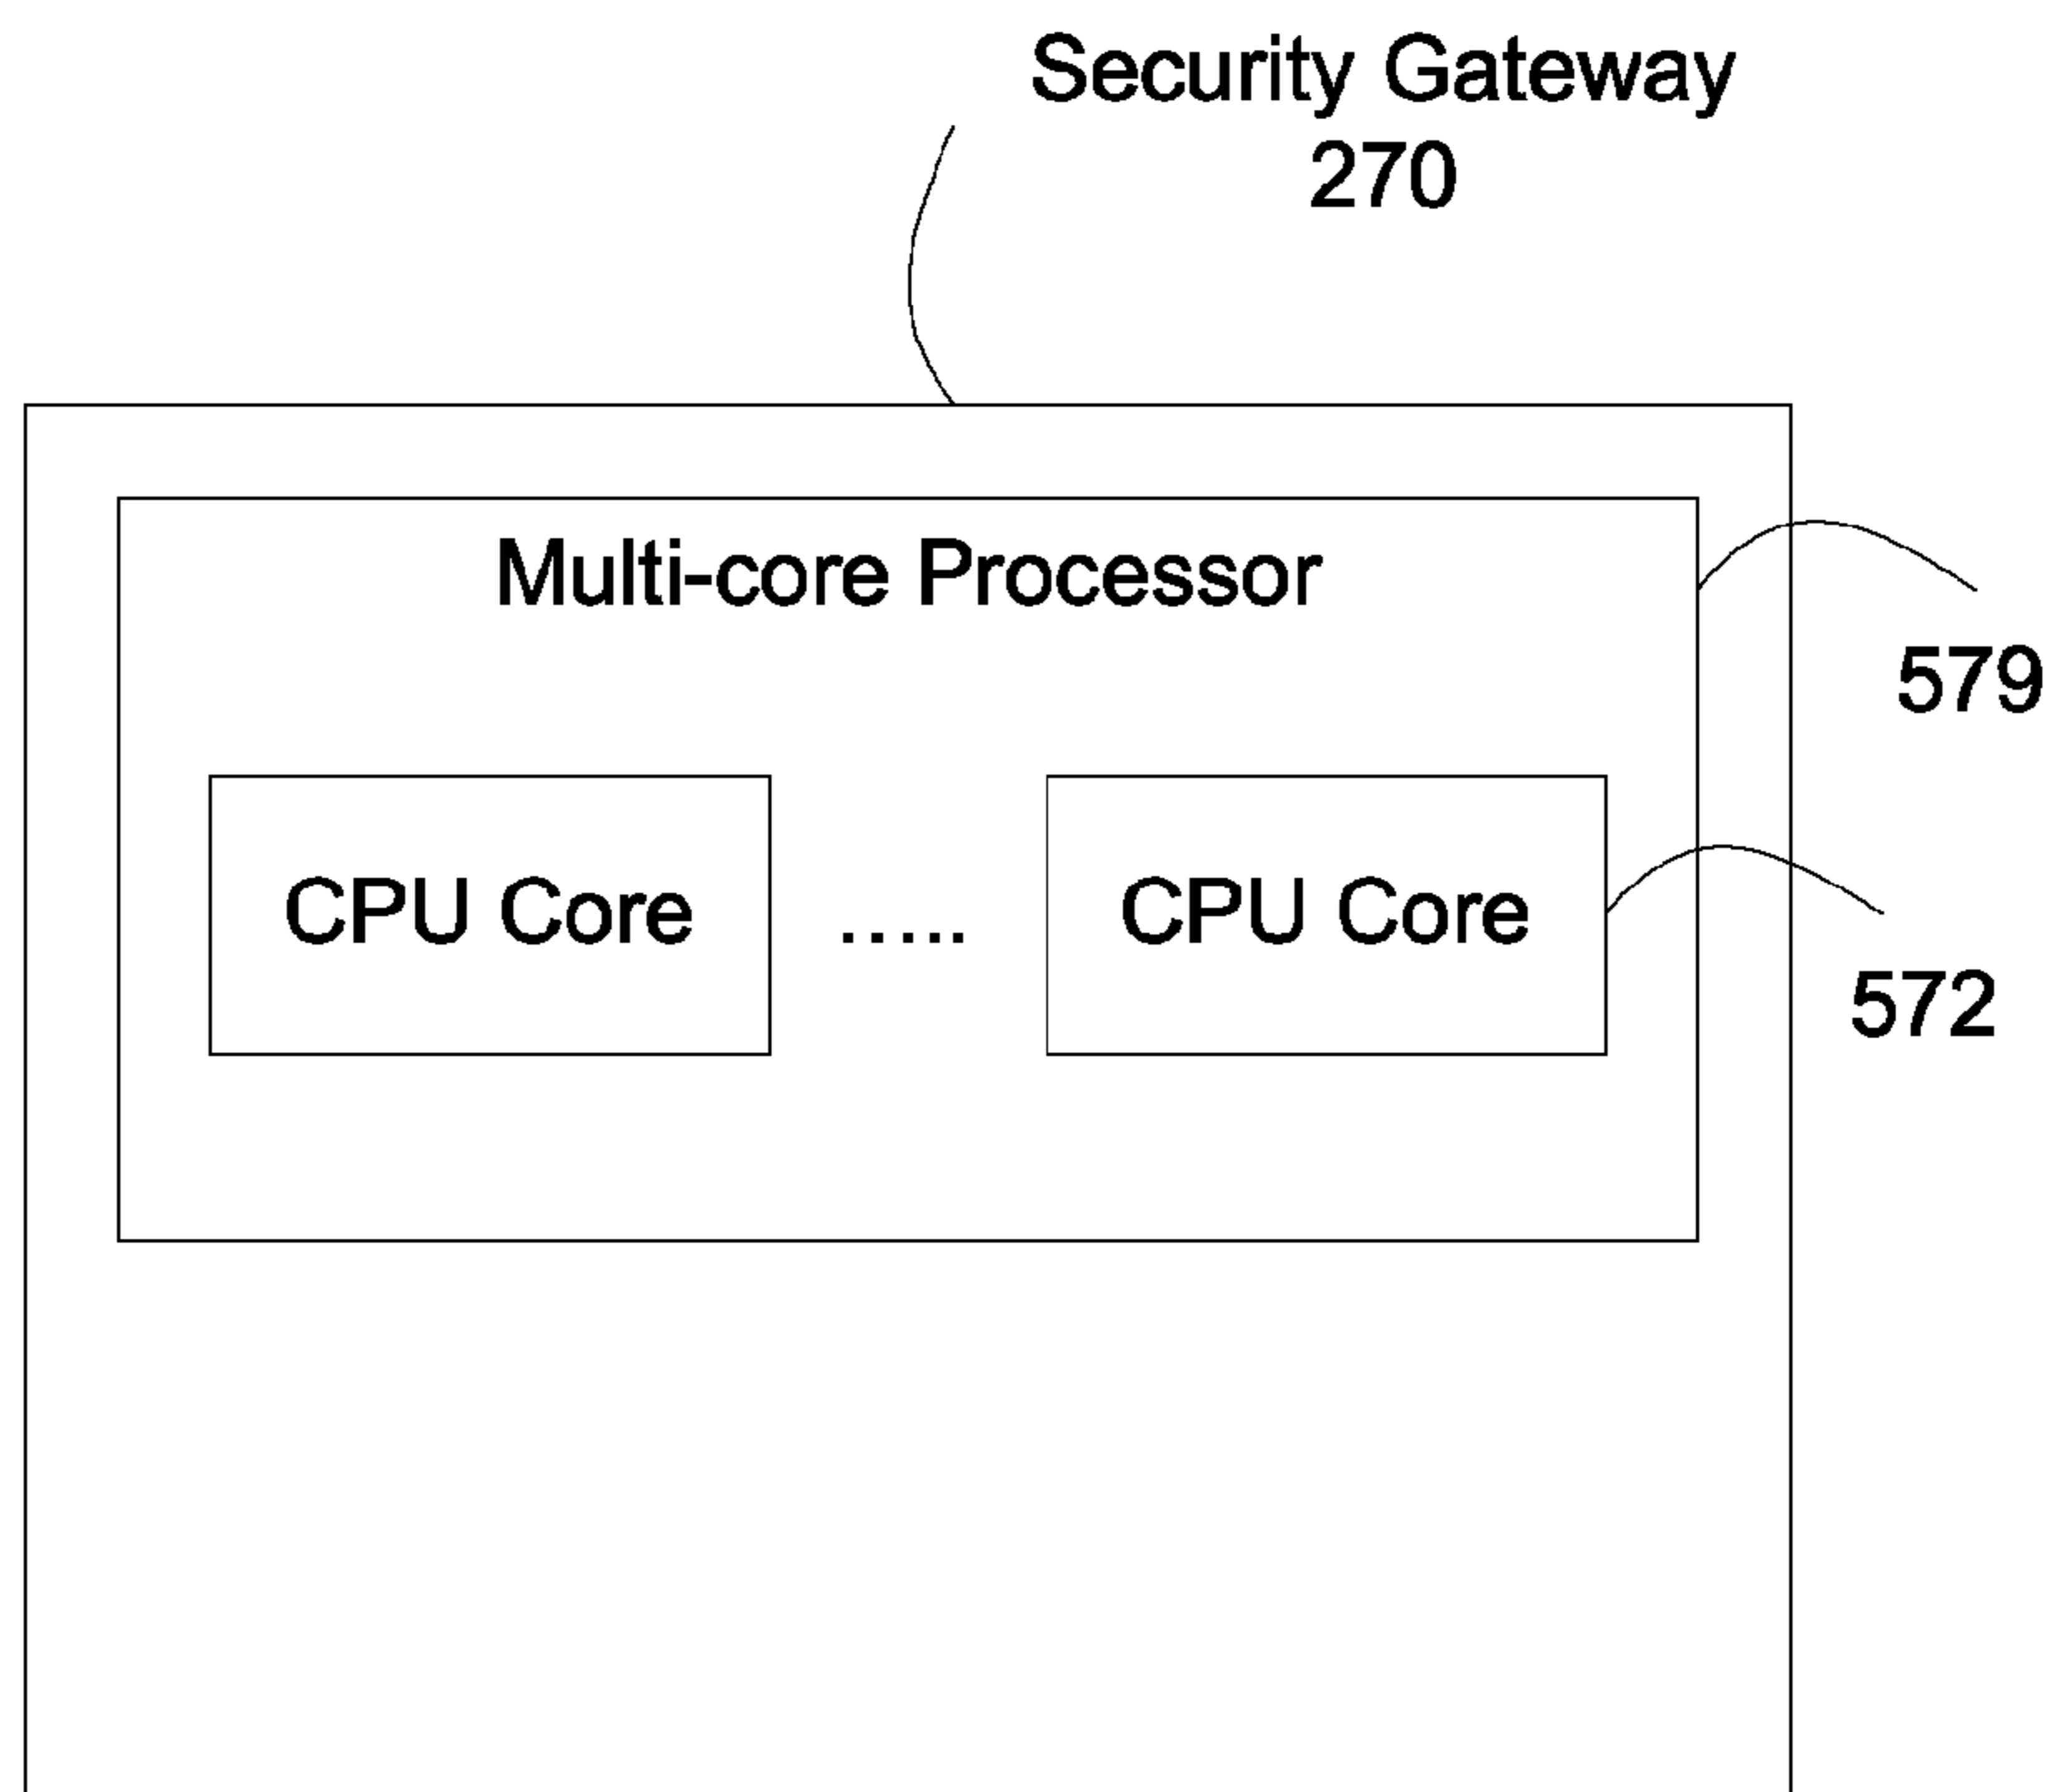 Security Gateway
270
Multi-core Processor
579
CPU Core ..... CPU Core
572